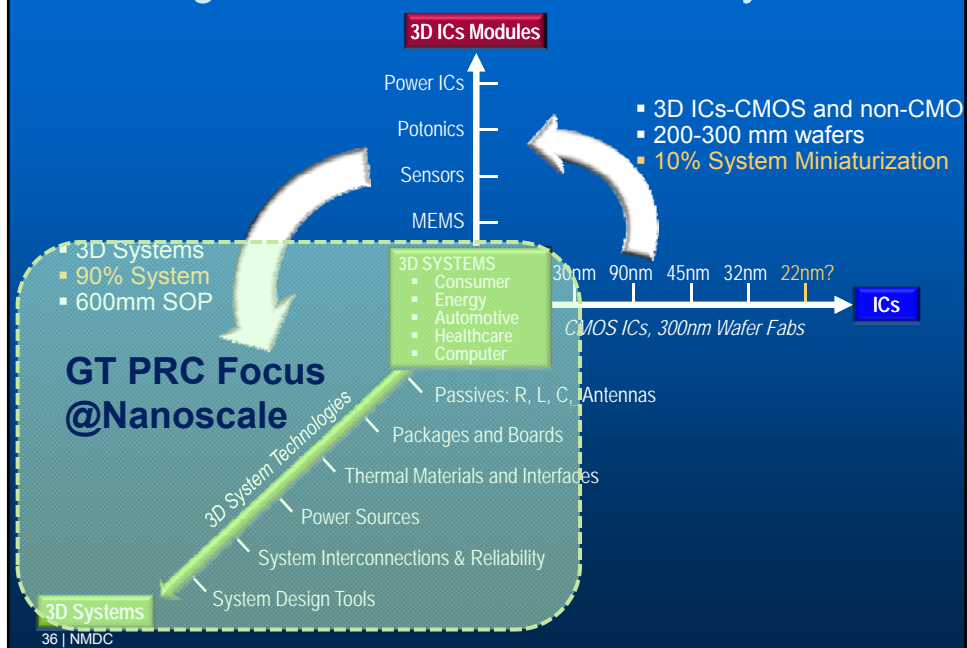 3D ICs Modules
Power ICs
Potonics
Sensors
MEMS
▪ 3D ICs-CMOS and non-CMO
▪ 200-300 mm wafers
▪ 10% System Miniaturization
▪ 3D Systems
▪ 90% System
▪ 600mm SOP
3D SYSTEMS
▪ Consumer
▪ Energy
▪ Automotive
▪ Healthcare
▪ Computer
90nm 45nm 32nm 22nm?
ICs
CMOS ICs, 300nm Wafer Fabs
GT PRC Focus
@Nanoscale
3D System Technologies
Passives: R, L, C, Antennas
Packages and Boards
Thermal Materials and Interfaces
Power Sources
System Interconnections & Reliability
System Design Tools
3D Systems
36 | NMDC